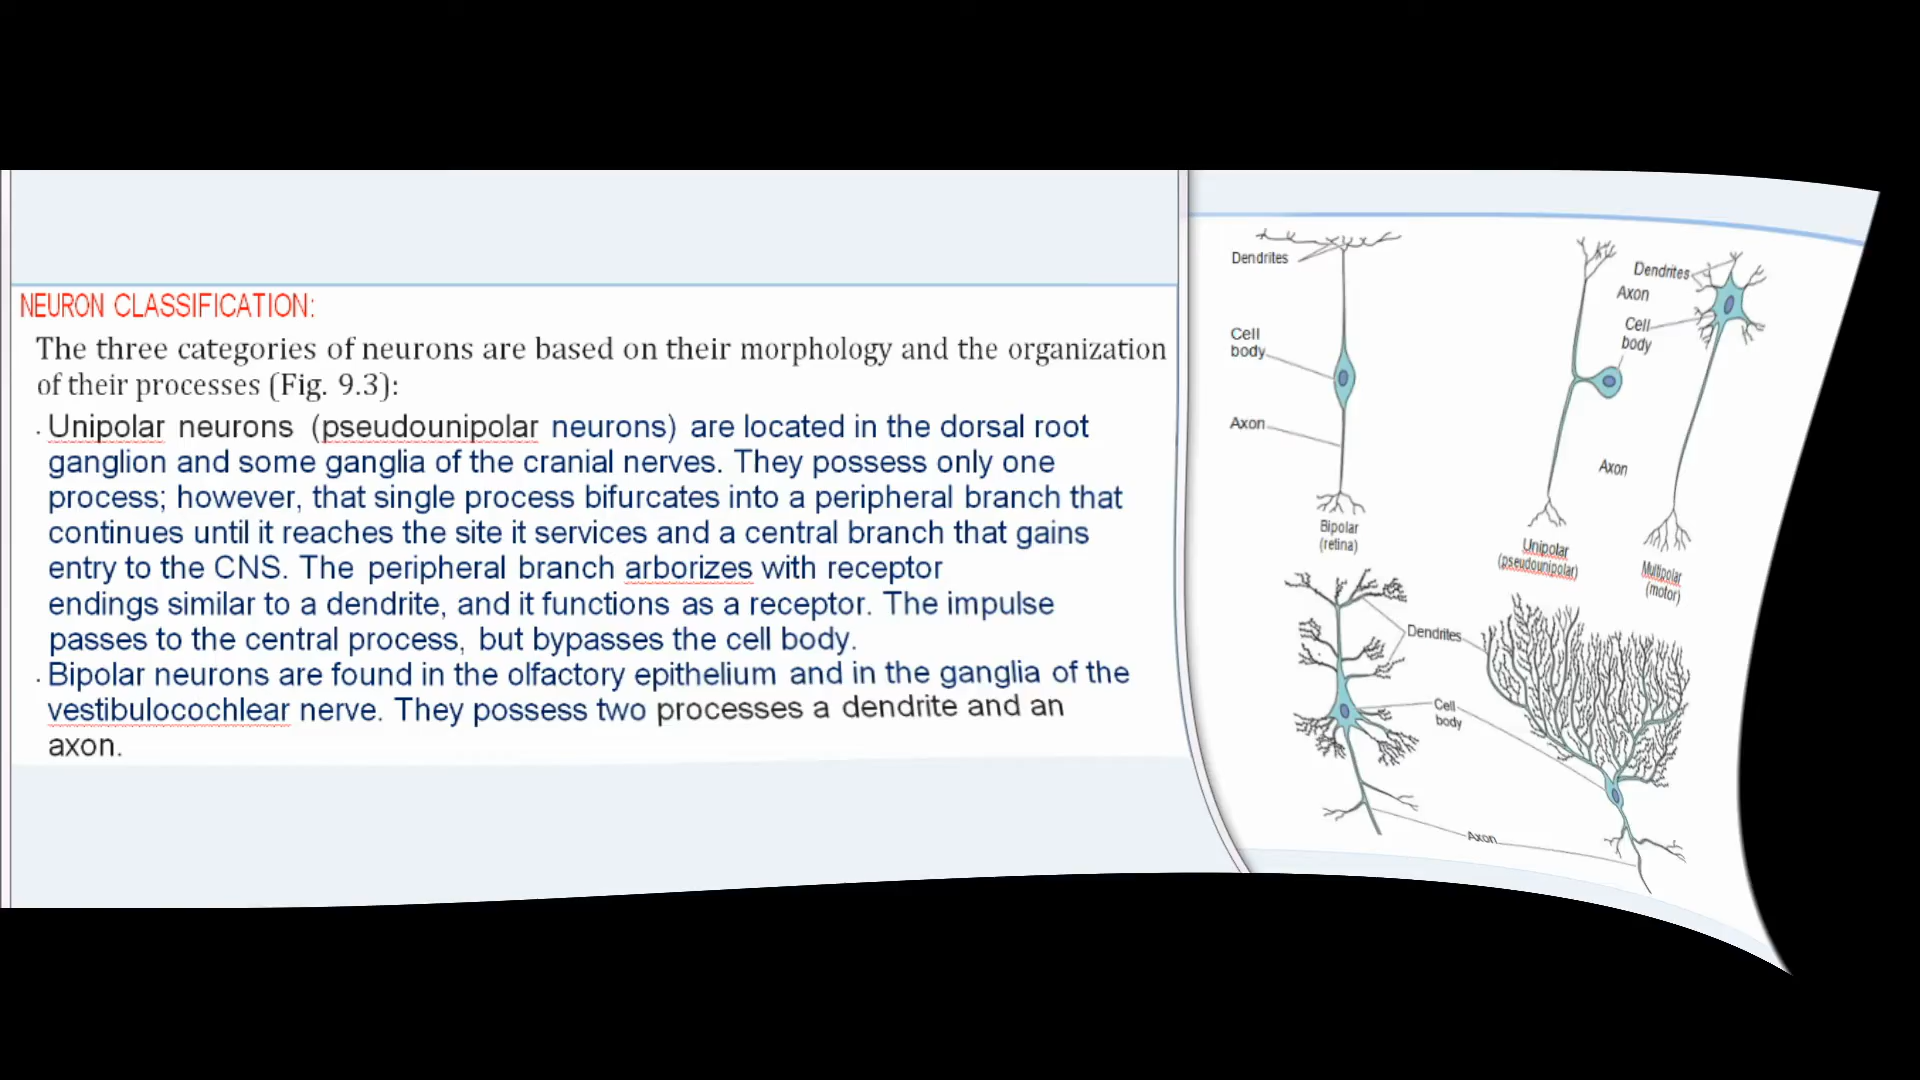 NEURON CLASSIFICATION:
The three categories of neurons are based on their morphology and the organization
of their processes (Fig. 9.3):
. Unipolar neurons (pseudounipolar neurons) are located in the dorsal root
ganglion and some ganglia of the cranial nerves. They possess only one
process; however, that single process bifurcates into a peripheral branch that
continues until it reaches the site it services and a central branch that gains
entry to the CNS. The peripheral branch arborizes with receptor
endings similar to a dendrite, and it functions as a receptor. The impulse
passes to the central process, but bypasses the cell body.
. Bipolar neurons are found in the olfactory epithelium and in the ganglia of the
vestibulocochlear nerve. They possess two processes a dendrite and an
axon.
Dendrites
Cell
body
Axon
Bipolar
(retina)
Unipolar
(pseudounipolar)
Dendrites
Axon
Cell
body
Axon
Multipolar
(motor)
Dendrites
Cell
body
Axon